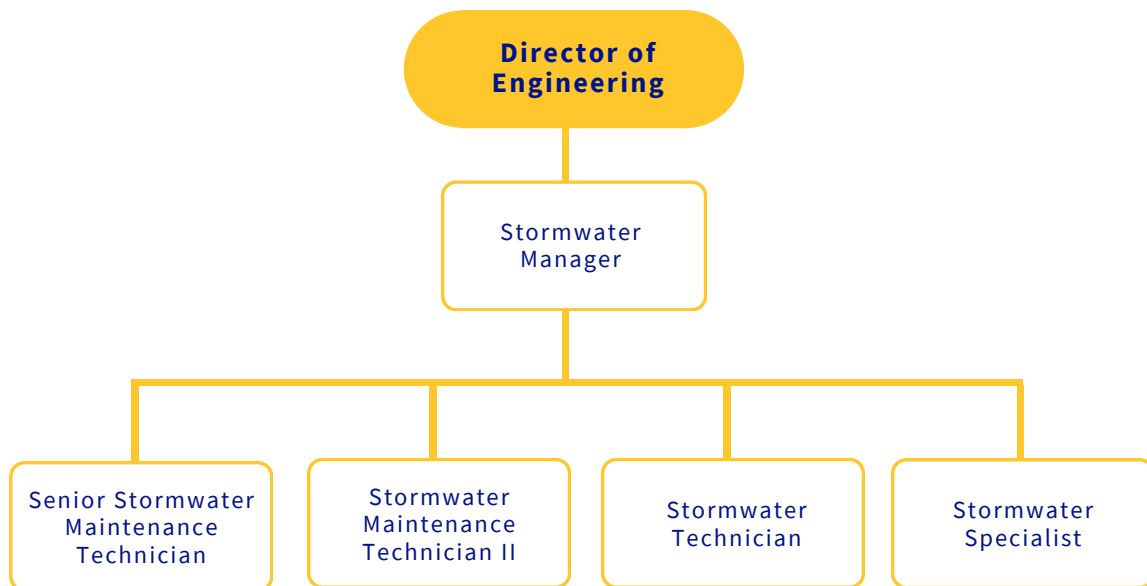 Director of
Engineering
Stormwater
Manager
Senior Stormwater
Maintenance
Technician
Stormwater
Maintenance
Technician II
Stormwater
Technician
Stormwater
Specialist